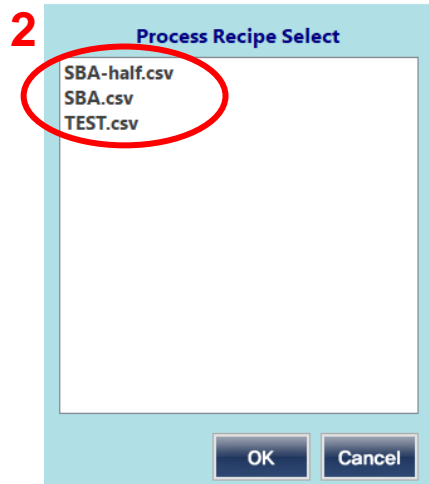 2
Process Recipe Select
SBA-half.csv
SBA.csv
TEST.csv
OK Cancel